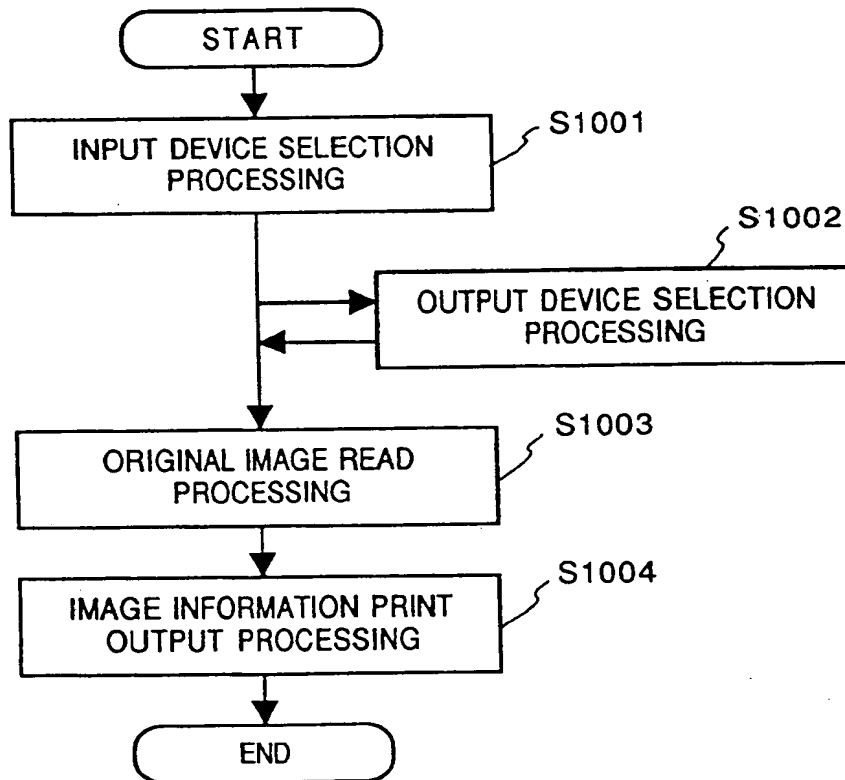 START
S1001
INPUT DEVICE SELECTION
PROCESSING
S1002
OUTPUT DEVICE SELECTION
PROCESSING
S1003
ORIGINAL IMAGE READ
PROCESSING
S1004
IMAGE INFORMATION PRINT
OUTPUT PROCESSING
END